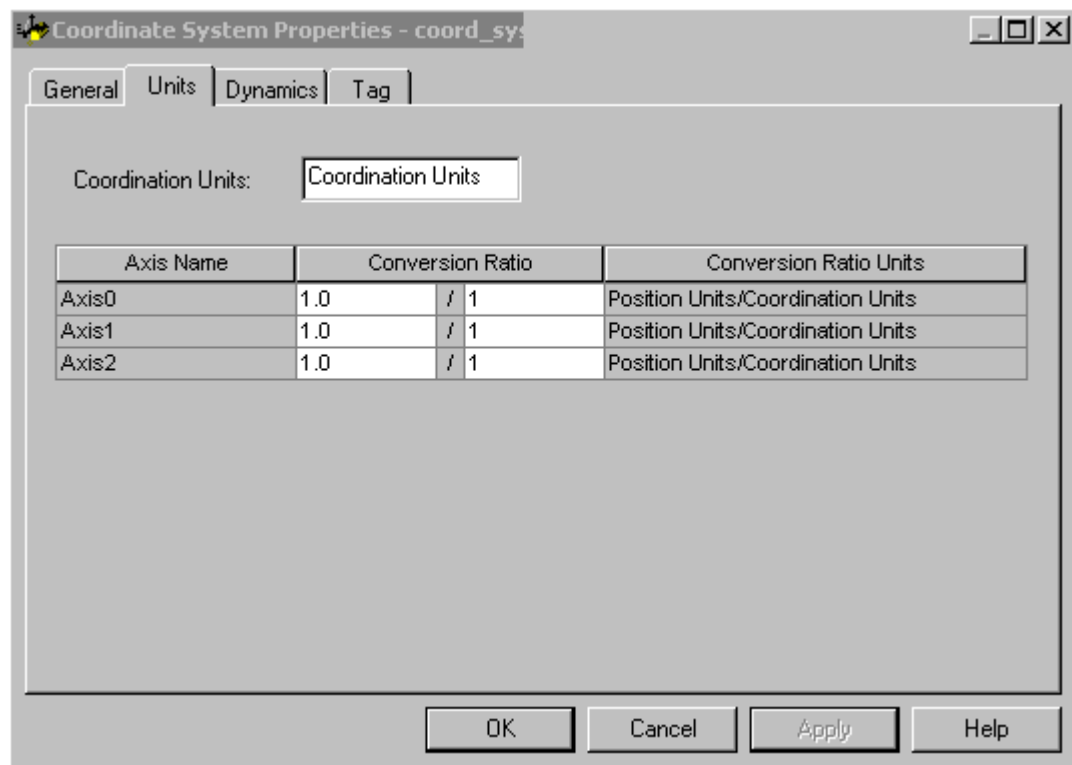 Coordinate System Properties - coord_sys
General Units Dynamics Tag
Coordination Units: Coordination Units
Axis Name Conversion Ratio Conversion Ratio Units
Axis0 1.0 / 1 Position Units/Coordination Units
Axis1 1.0 / 1 Position Units/Coordination Units
Axis2 1.0 / 1 Position Units/Coordination Units
OK Cancel Apply Help